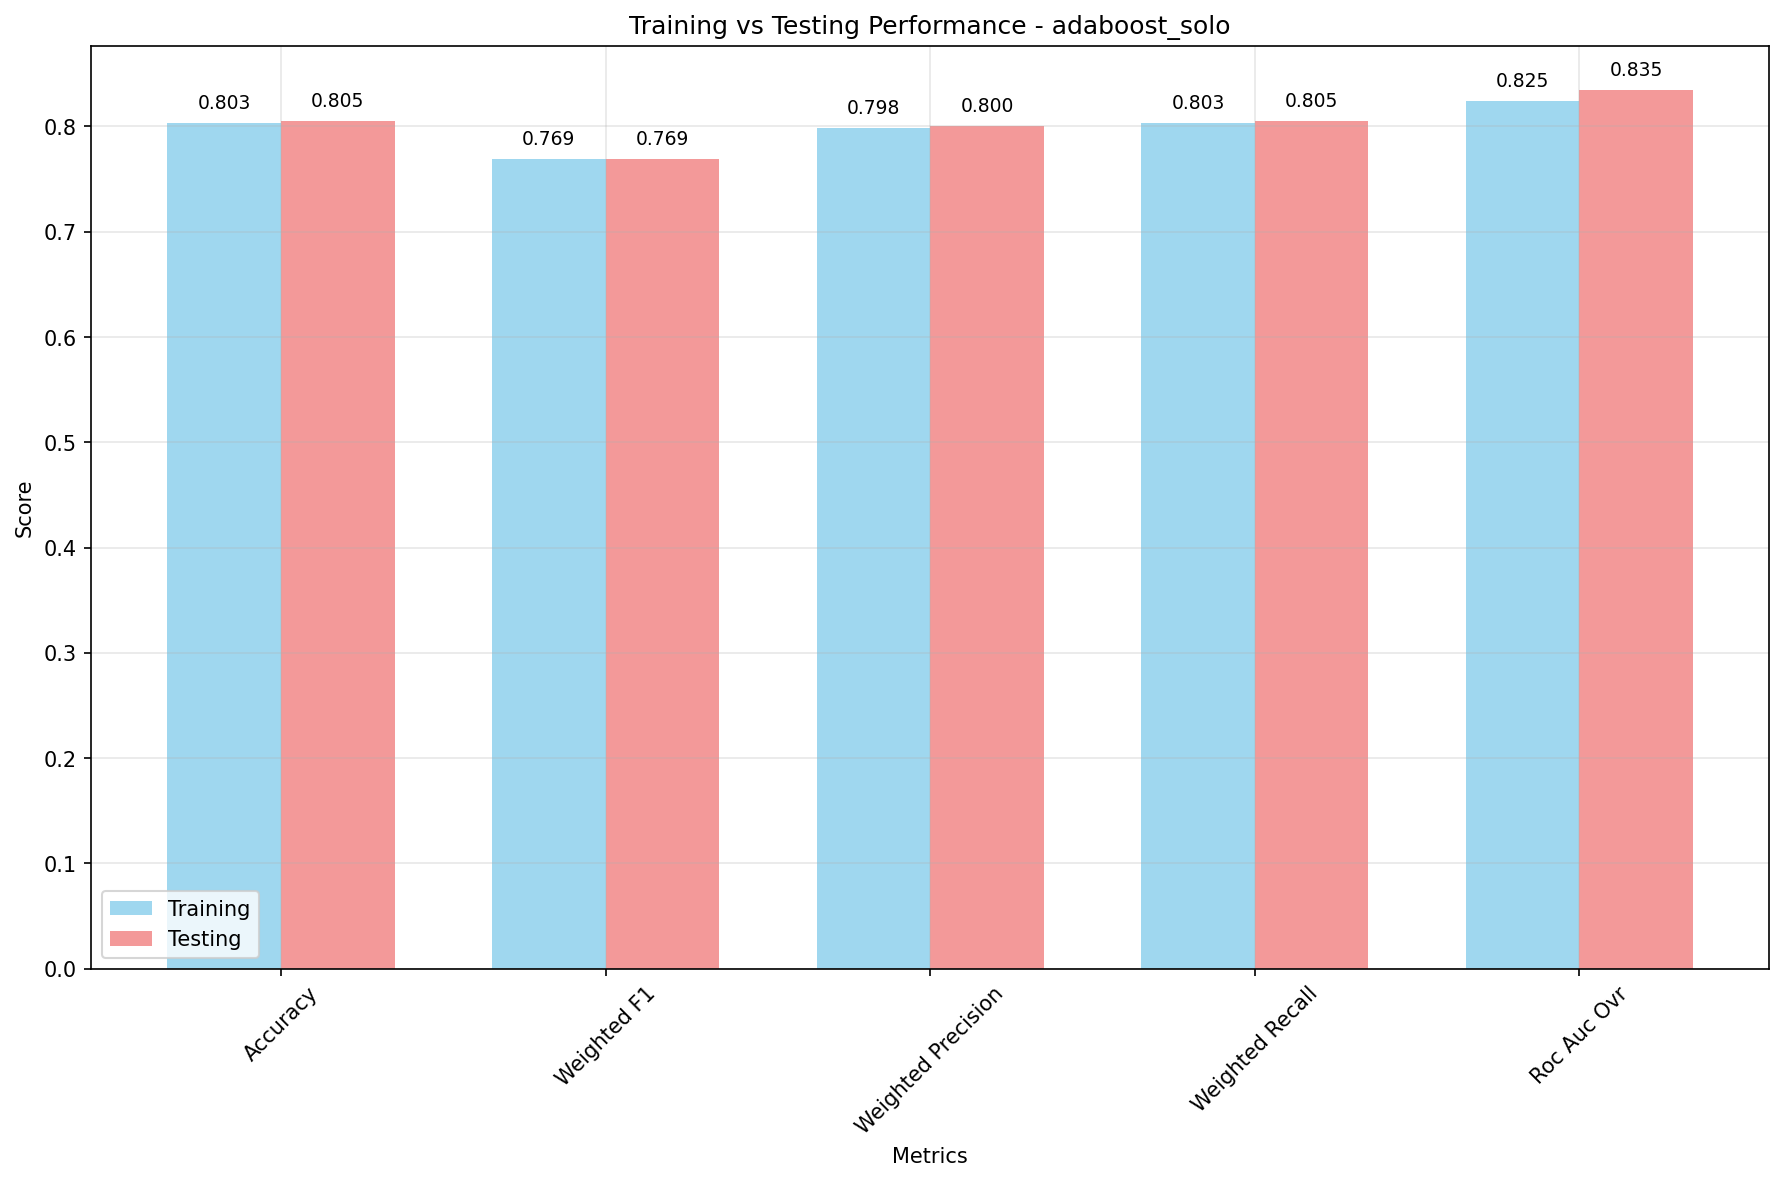 Training vs Testing Performance - adaboost_solo
0.803
0.805
0.769
0.769
0.798
0.800
0.803
0.805
0.825
0.835
Score
0.8
0.7
0.6
0.5
0.4
0.3
0.2
0.1
0.0
Training
Testing
Accuracy
Weighted F1
Weighted Precision
Weighted Recall
Roc Auc Ovr
Metrics